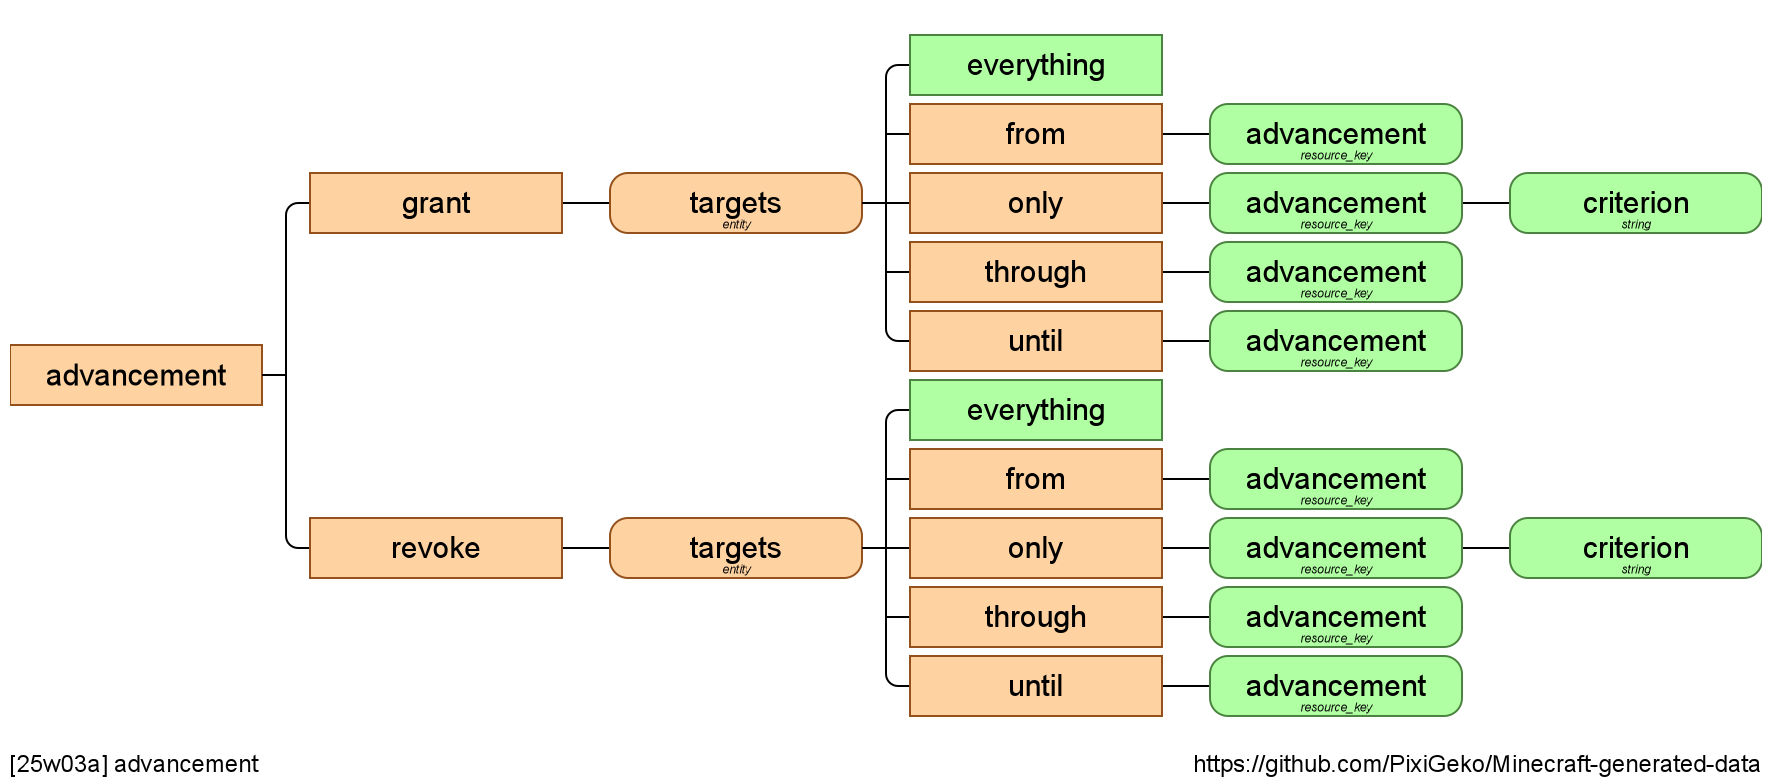 everything
from
advancement
resource_key
grant
targets
entity
only
advancement
resource_key
criterion
string
through
advancement
resource_key
until
advancement
resource_key
advancement
everything
from
advancement
resource_key
revoke
targets
entity
only
advancement
resource_key
criterion
string
through
advancement
resource_key
until
advancement
resource_key
[25w03a] advancement
https://github.com/PixiGeko/Minecraft-generated-data